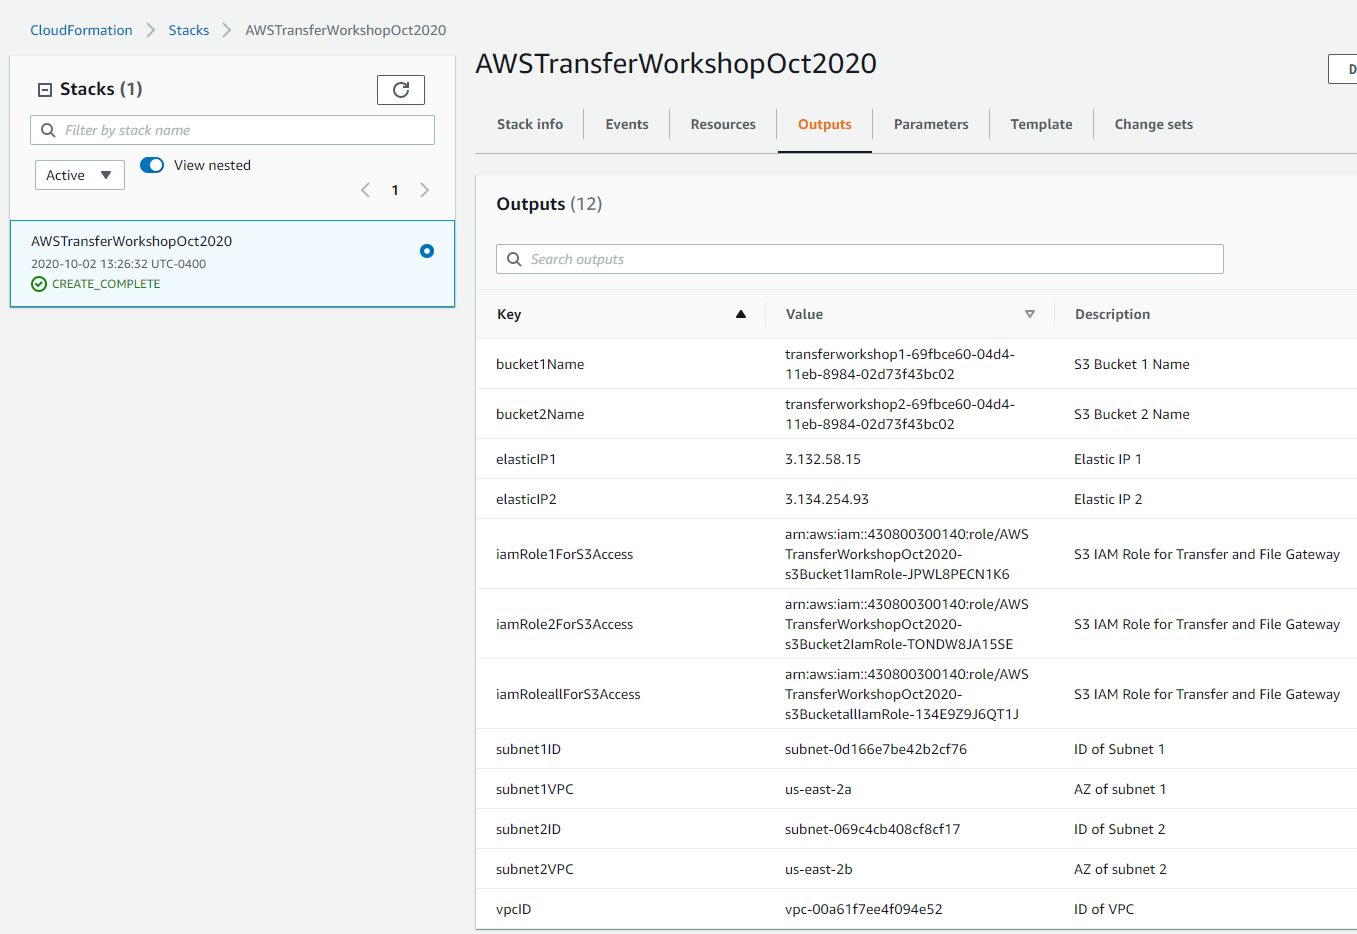 CloudFormation > Stacks > AWSTransferWorkshopOct2020
Stacks (1)
Filter by stack name
Active
View nested
1
AWSTransferWorkshopOct2020
2020-10-02 13:26:32 UTC-0400
CREATE_COMPLETE
AWSTransferWorkshopOct2020
D
Stack info
Events
Resources
Outputs
Parameters
Template
Change sets
Outputs (12)
Search outputs
Key
Value
Description
bucket1Name
transferworkshop1-69fbce60-04d4-
11eb-8984-02d73f43bc02
S3 Bucket 1 Name
bucket2Name
transferworkshop2-69fbce60-04d4-
11eb-8984-02d73f43bc02
S3 Bucket 2 Name
elasticIP1
3.132.58.15
Elastic IP 1
elasticIP2
3.134.254.93
Elastic IP 2
iamRole1ForS3Access
arn:aws:iam::430800300140:role/AWS
TransferWorkshopOct2020-
s3Bucket1IamRole-JPWL8PECN1K6
S3 IAM Role for Transfer and File Gateway
iamRole2ForS3Access
arn:aws:iam::430800300140:role/AWS
TransferWorkshopOct2020-
s3Bucket2IamRole-TONDW8JA15SE
S3 IAM Role for Transfer and File Gateway
iamRoleallForS3Access
arn:aws:iam::430800300140:role/AWS
TransferWorkshopOct2020-
s3BucketallIamRole-134E9Z9J6QT1J
S3 IAM Role for Transfer and File Gateway
subnet1ID
subnet-0d166e7be42b2cf76
ID of Subnet 1
subnet1VPC
us-east-2a
AZ of subnet 1
subnet2ID
subnet-069c4cb408cf8cf17
ID of Subnet 2
subnet2VPC
us-east-2b
AZ of subnet 2
vpcID
vpc-00a61f7ee4f094e52
ID of VPC